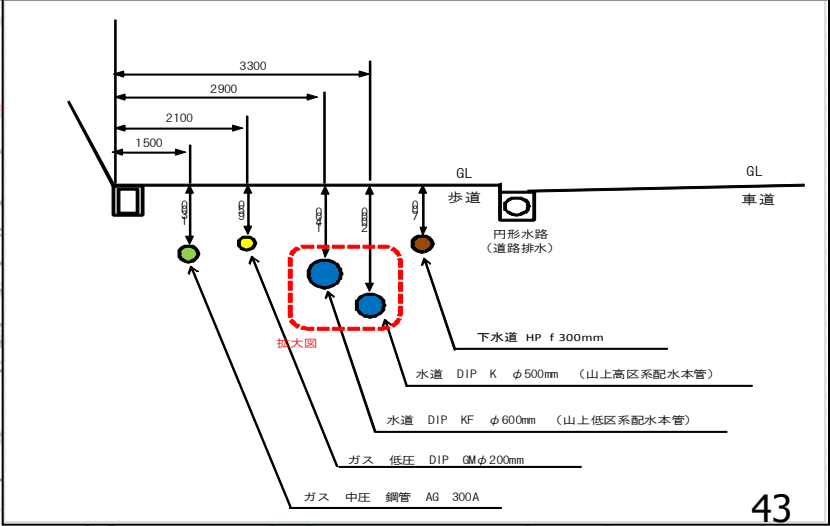 3300
2900
2100
1500
GL
歩道
GL
車道
円形水路
(道路排水)
拡大図
下水道 HP f 300mm
水道 DIP K φ500mm (山上高区系配水本管)
水道 DIP KF φ600mm (山上低区系配水本管)
ガス 低圧 DIP GMφ200mm
ガス 中圧 鋼管 AG 300A
43